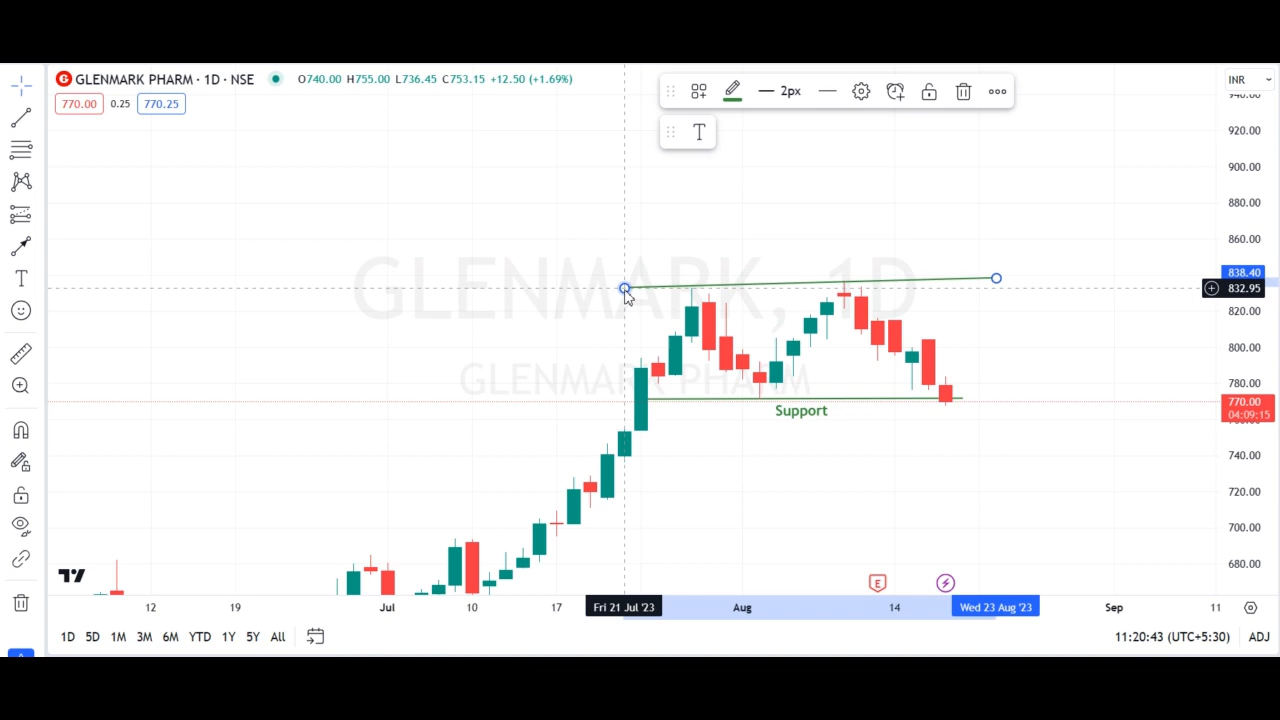 GLENMARK PHARM · 1D · NSE
O740.00 H755.00 L736.45 C753.15 +12.50 (+1.69%)
770.00 0.25 770.25
2px
T
INR
940.00
920.00
900.00
880.00
860.00
838.40
832.95
820.00
800.00
780.00
770.00
04:09:15
740.00
720.00
700.00
680.00
GLENMARK, 1D
GLENMARK PHARM
Support
E
12 19 Jul 10 17 Fri 21 Jul '23 Aug 14 Wed 23 Aug '23 Sep 11
1D 5D 1M 3M 6M YTD 1Y 5Y All
11:20:43 (UTC+5:30) ADJ